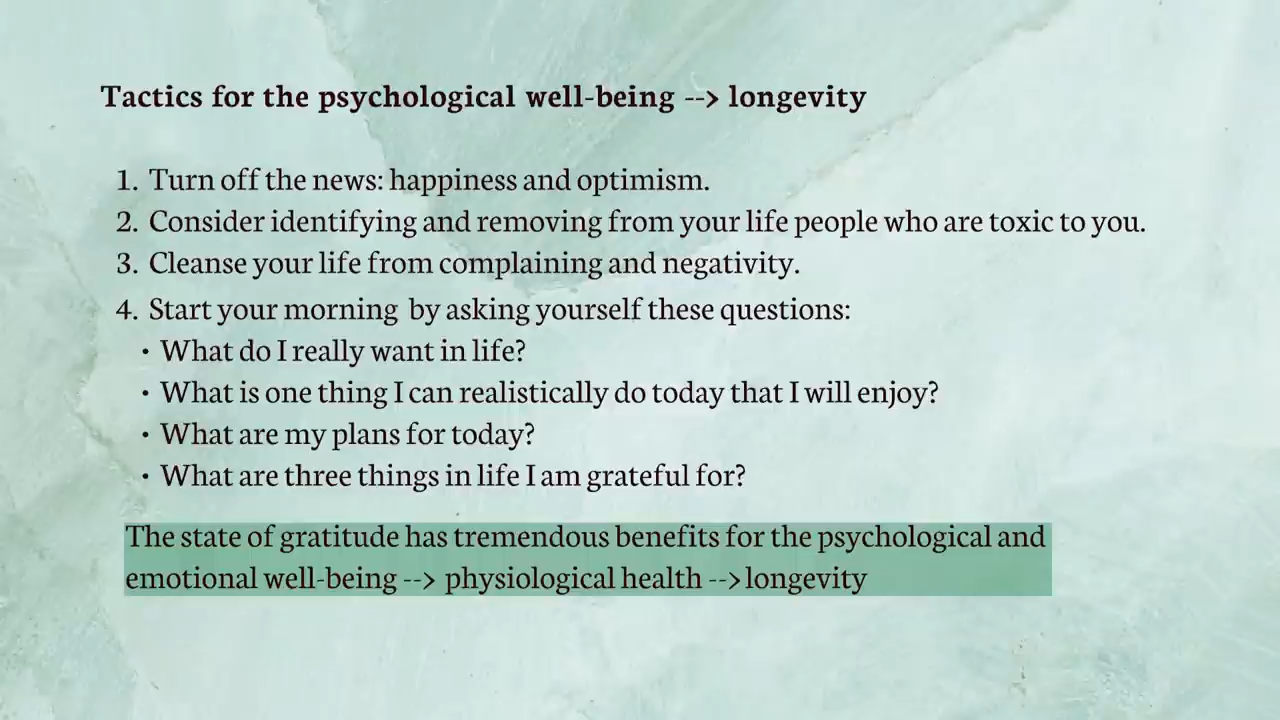 Tactics for the psychological well-being --> longevity
1. Turn off the news: happiness and optimism.
2. Consider identifying and removing from your life people who are toxic to you.
3. Cleanse your life from complaining and negativity.
4. Start your morning  by asking yourself these questions:
• What do I really want in life?
• What is one thing I can realistically do today that I will enjoy?
• What are my plans for today?
• What are three things in life I am grateful for?
The state of gratitude has tremendous benefits for the psychological and
emotional well-being --> physiological health -->longevity